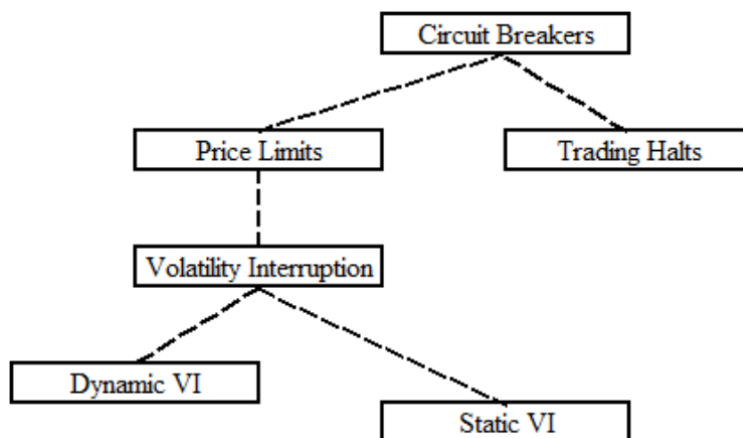 Circuit Breakers
Price Limits
Trading Halts
Volatility Interruption
Dynamic VI
Static VI